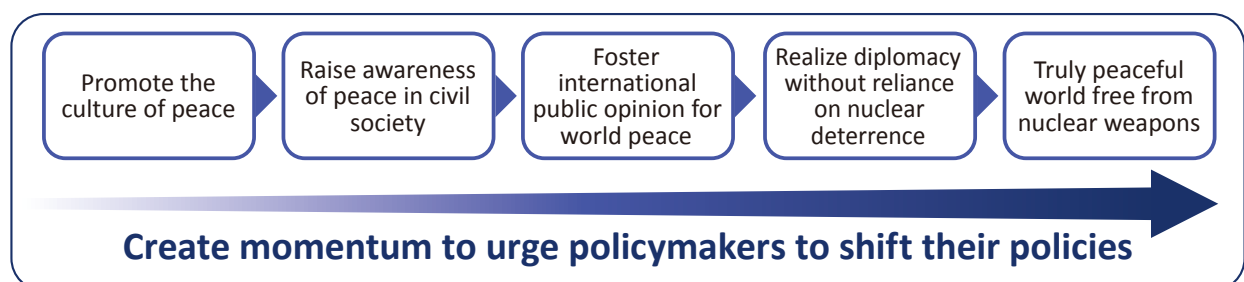 Promote the
culture of peace
Raise awareness
of peace in civil
society
Foster
international
public opinion for
world peace
Realize diplomacy
without reliance
on nuclear
deterrence
Truly peaceful
world free from
nuclear weapons
Create momentum to urge policymakers to shift their policies